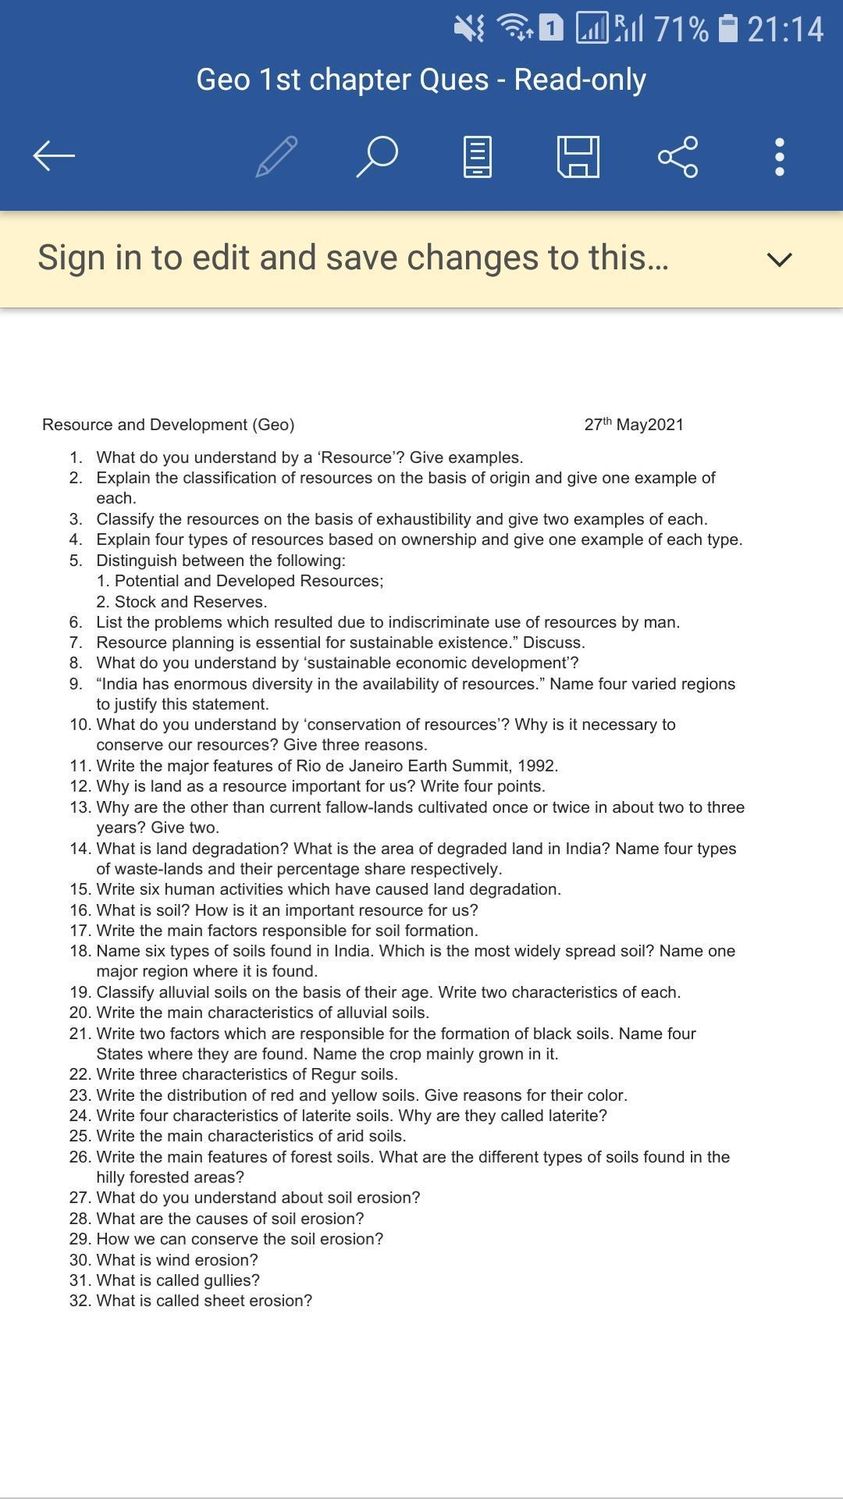 1 R 71% 21:14
Geo 1st chapter Ques - Read-only
Sign in to edit and save changes to this...
Resource and Development (Geo) 27th May2021
1. What do you understand by a ‘Resource’? Give examples.
2. Explain the classification of resources on the basis of origin and give one example of
each.
3. Classify the resources on the basis of exhaustibility and give two examples of each.
4. Explain four types of resources based on ownership and give one example of each type.
5. Distinguish between the following:
1. Potential and Developed Resources;
2. Stock and Reserves.
6. List the problems which resulted due to indiscriminate use of resources by man.
7. Resource planning is essential for sustainable existence.” Discuss.
8. What do you understand by ‘sustainable economic development’?
9. “India has enormous diversity in the availability of resources.” Name four varied regions
to justify this statement.
10. What do you understand by ‘conservation of resources’? Why is it necessary to
conserve our resources? Give three reasons.
11. Write the major features of Rio de Janeiro Earth Summit, 1992.
12. Why is land as a resource important for us? Write four points.
13. Why are the other than current fallow-lands cultivated once or twice in about two to three
years? Give two.
14. What is land degradation? What is the area of degraded land in India? Name four types
of waste-lands and their percentage share respectively.
15. Write six human activities which have caused land degradation.
16. What is soil? How is it an important resource for us?
17. Write the main factors responsible for soil formation.
18. Name six types of soils found in India. Which is the most widely spread soil? Name one
major region where it is found.
19. Classify alluvial soils on the basis of their age. Write two characteristics of each.
20. Write the main characteristics of alluvial soils.
21. Write two factors which are responsible for the formation of black soils. Name four
States where they are found. Name the crop mainly grown in it.
22. Write three characteristics of Regur soils.
23. Write the distribution of red and yellow soils. Give reasons for their color.
24. Write four characteristics of laterite soils. Why are they called laterite?
25. Write the main characteristics of arid soils.
26. Write the main features of forest soils. What are the different types of soils found in the
hilly forested areas?
27. What do you understand about soil erosion?
28. What are the causes of soil erosion?
29. How we can conserve the soil erosion?
30. What is wind erosion?
31. What is called gullies?
32. What is called sheet erosion?